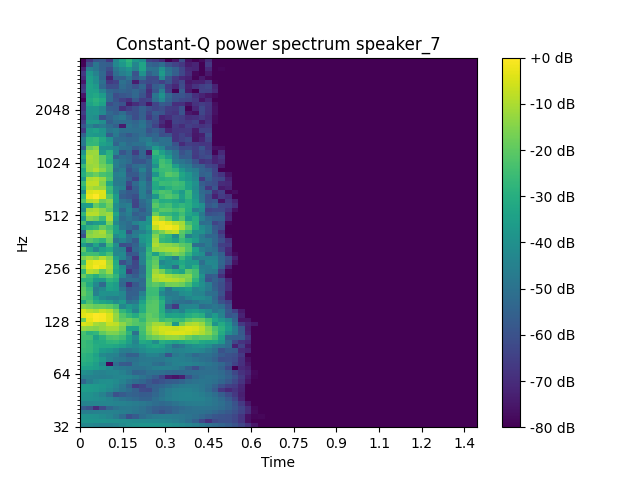 Constant-Q power spectrum speaker_7
Hz
2048
1024
512
256
128
64
32
0 0.15 0.3 0.45 0.6 0.75 0.9 1.1 1.2 1.4
Time
+0 dB
-10 dB
-20 dB
-30 dB
-40 dB
-50 dB
-60 dB
-70 dB
-80 dB